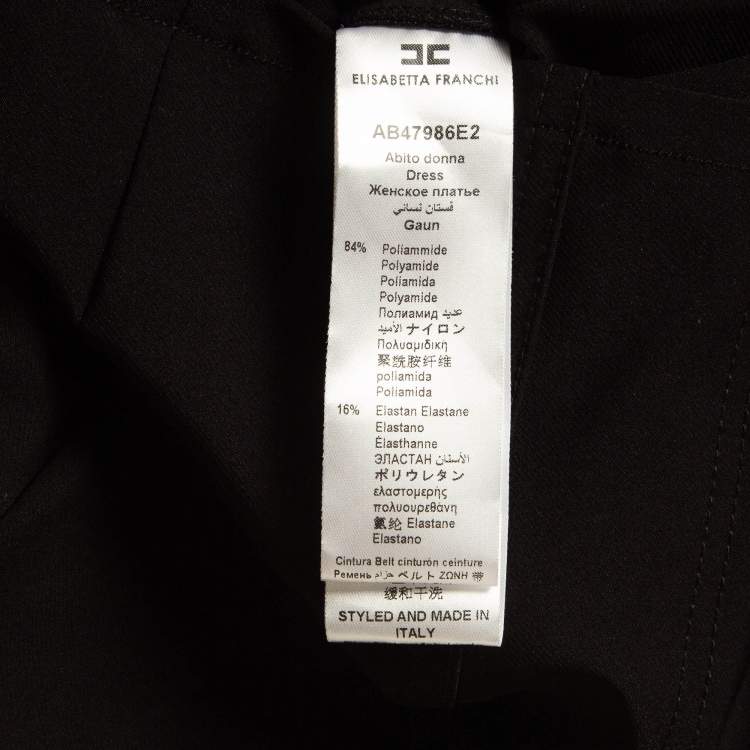 ELISABETTA FRANCHI
AB47986E2
Abito donna
Dress
Женское платье
فستان نسائي
Gaun
84% Poliammide
Polyamide
Poliamida
Polyamide
Полиамид عديد
الأميد ナイロン
Πολυαμιδική
聚酰胺纤维
poliamida
Poliamida
16% Elastan Elastane
Elastano
Élasthanne
ЭЛАСТАН الأسفان
ポリウレタン
ελαστομερής
πολυουρεθάνη
氨纶 Elastane
Elastano
Cintura Belt cinturón ceinture
Ремень حزام ベルト ZΩNH 带
缓和干洗
STYLED AND MADE IN
ITALY